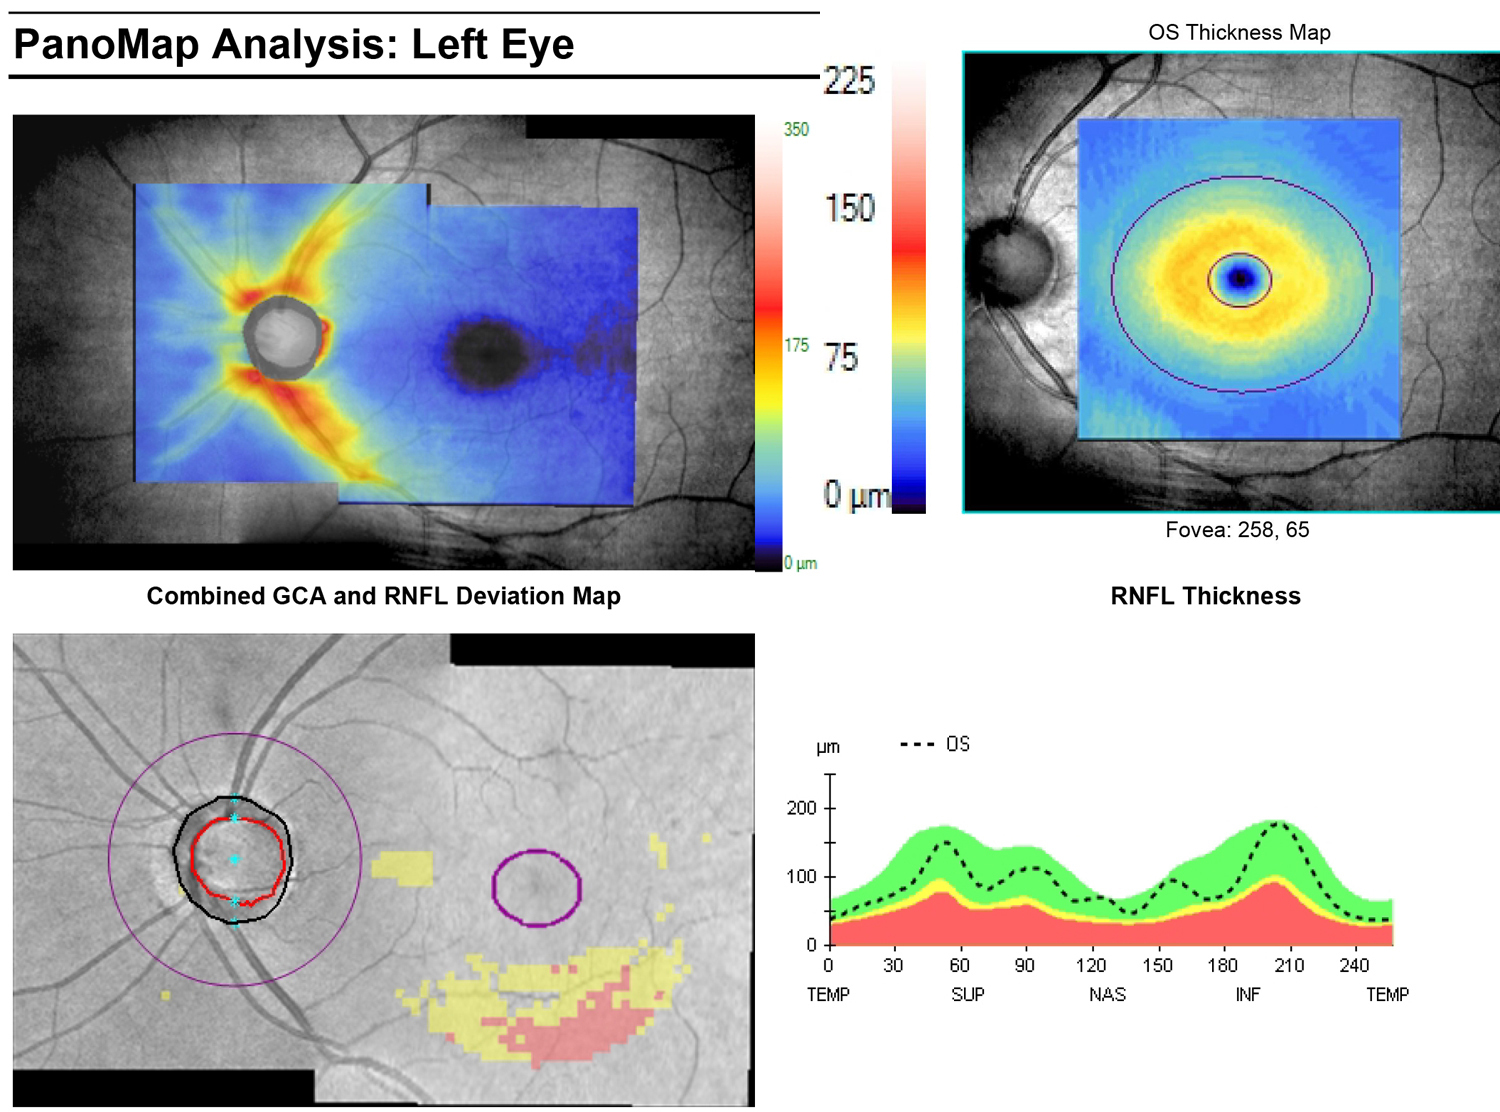 PanoMap Analysis: Left Eye
OS Thickness Map
350
175
0 µm
225
150
75
0 µm
Fovea: 258, 65
Combined GCA and RNFL Deviation Map
RNFL Thickness
µm
OS
200
100
0
0 30 60 90 120 150 180 210 240
TEMP SUP NAS INF TEMP